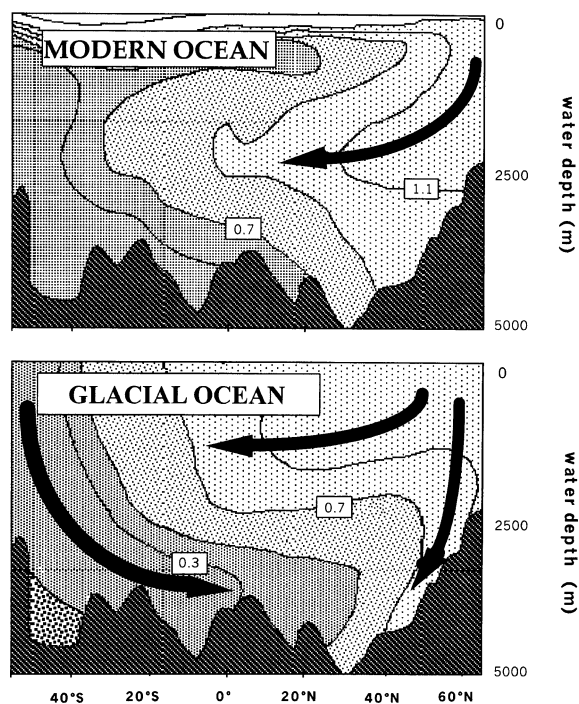 MODERN OCEAN
0
2500
5000
water depth (m)
1.1
0.7
GLACIAL OCEAN
0
2500
5000
water depth (m)
0.7
0.3
40°S 20°S 0° 20°N 40°N 60°N